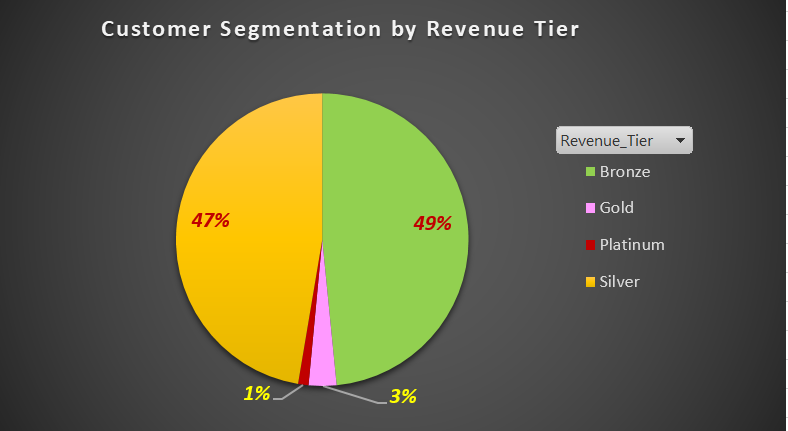 Customer Segmentation by Revenue Tier
Revenue_Tier
Bronze
Gold
Platinum
Silver
47%
49%
1%
3%